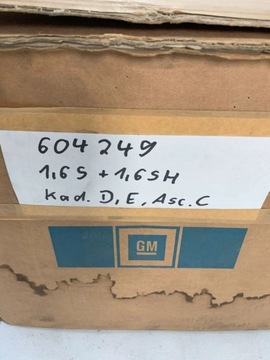 604249
1,6S + 1,6SH
Kad. D, E, Asc. C
GM